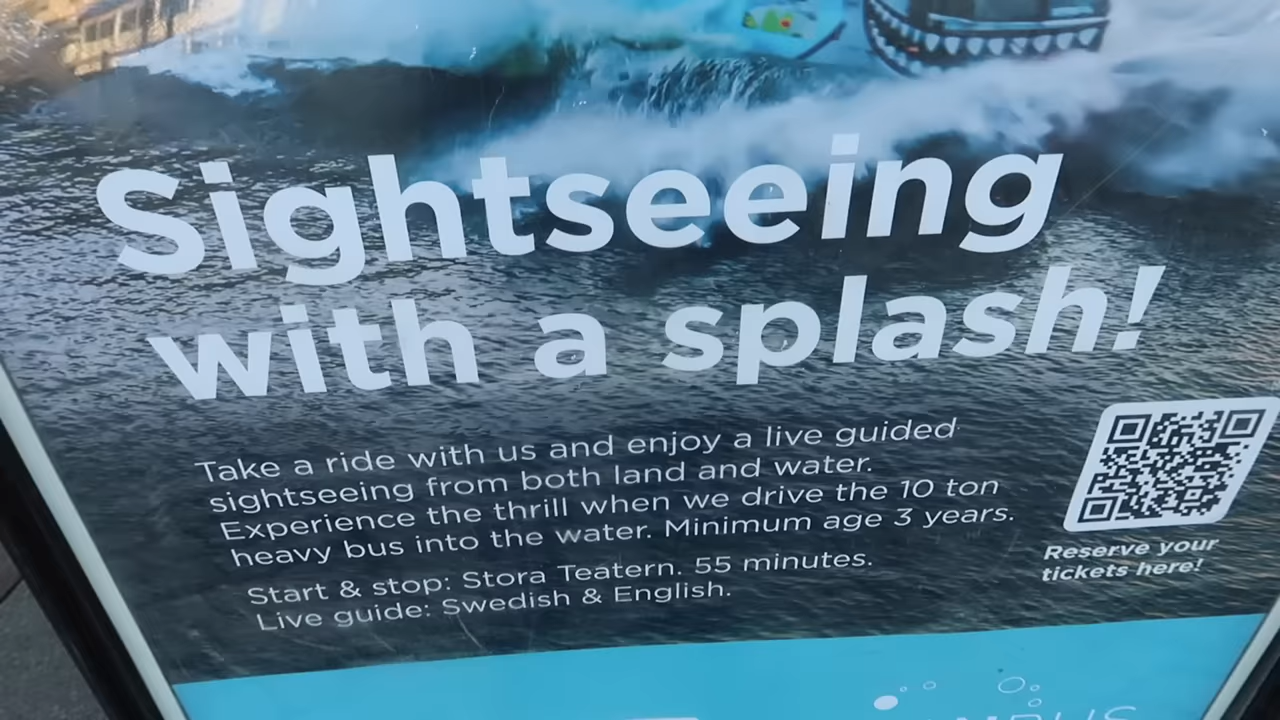 Sightseeing
with a splash!
Take a ride with us and enjoy a live guided
sightseeing from both land and water.
Experience the thrill when we drive the 10 ton
heavy bus into the water. Minimum age 3 years.
Start & stop: Stora Teatern. 55 minutes.
Live guide: Swedish & English.
Reserve your
tickets here!